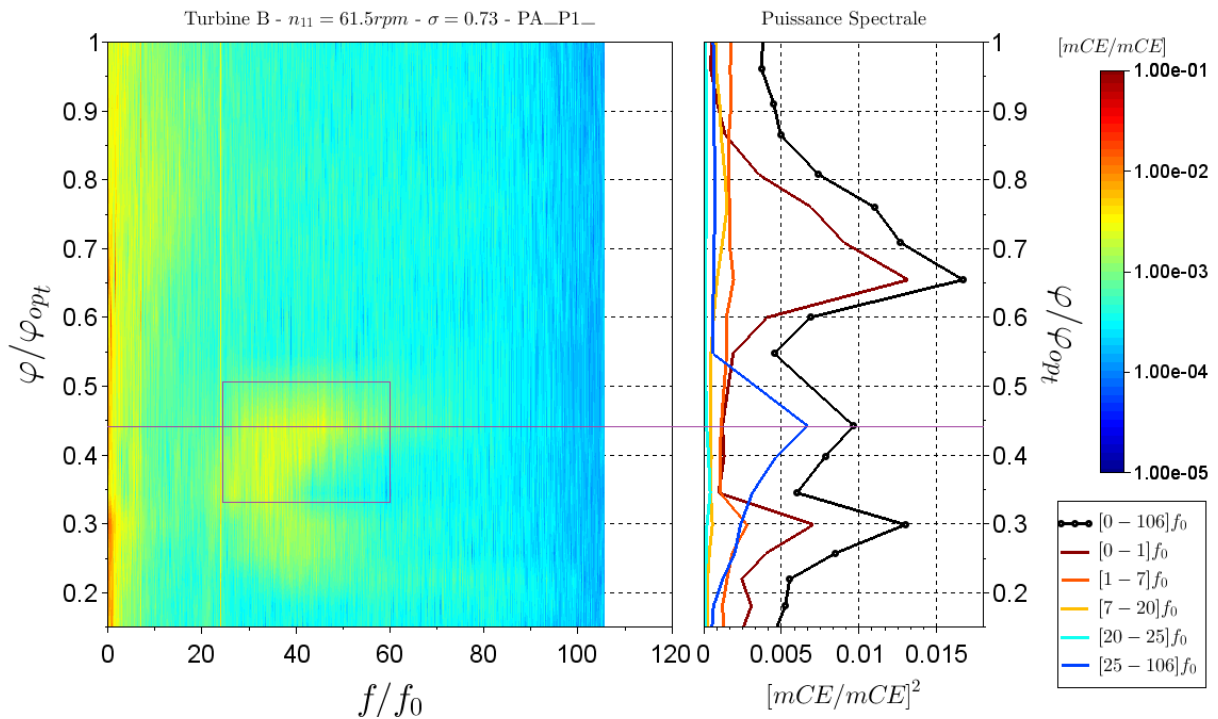 Turbine B - n₁₁ = 61.5rpm - σ = 0.73 - PA_P1_
Puissance Spectrale
[mCE/mCE]
1
0.9
0.8
0.7
0.6
0.5
0.4
0.3
0.2
φ/φopt
0 20 40 60 80 100 120
f/f₀
1
0.9
0.8
0.7
0.6
0.5
0.4
0.3
0.2
φ/φopt
0 0.005 0.01 0.015
[mCE/mCE]²
1.00e-01
1.00e-02
1.00e-03
1.00e-04
1.00e-05
[0 − 106]f₀
[0 − 1]f₀
[1 − 7]f₀
[7 − 20]f₀
[20 − 25]f₀
[25 − 106]f₀